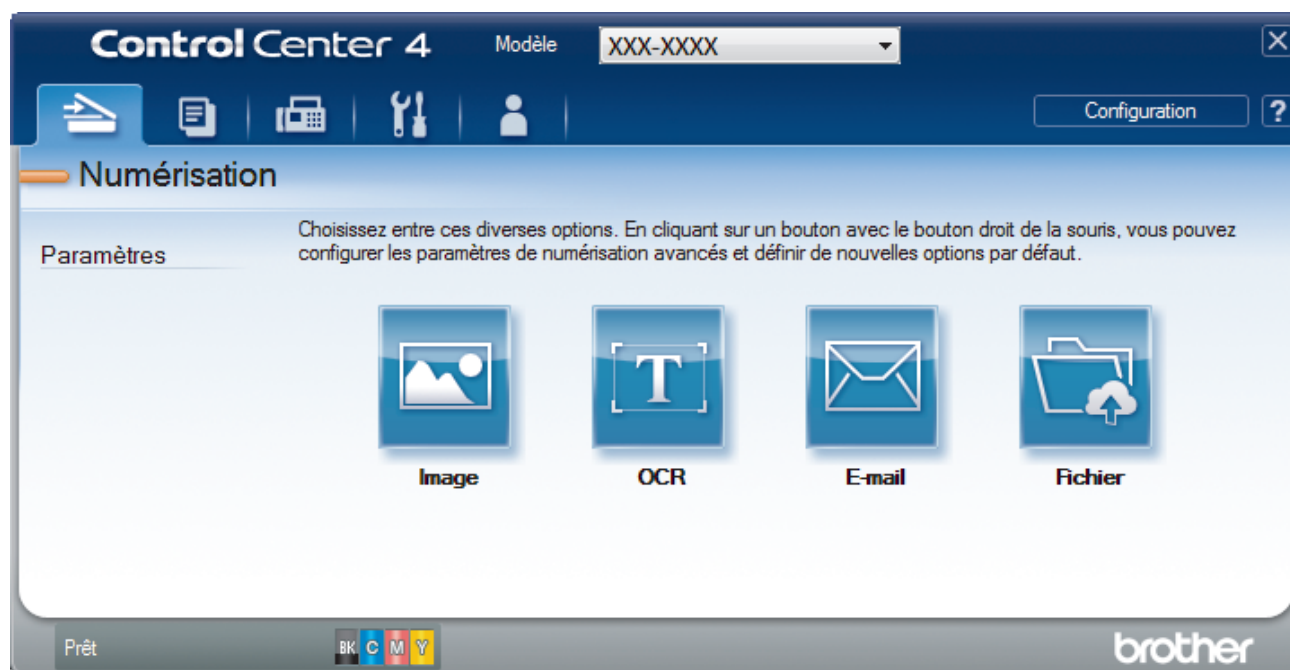 Control Center 4 Modèle XXX-XXXX
Configuration ?
Numérisation
Choisissez entre ces diverses options. En cliquant sur un bouton avec le bouton droit de la souris, vous pouvez
Paramètres
configurer les paramètres de numérisation avancés et définir de nouvelles options par défaut.
T
Image OCR E-mail Fichier
Prêt BK C M Y brother